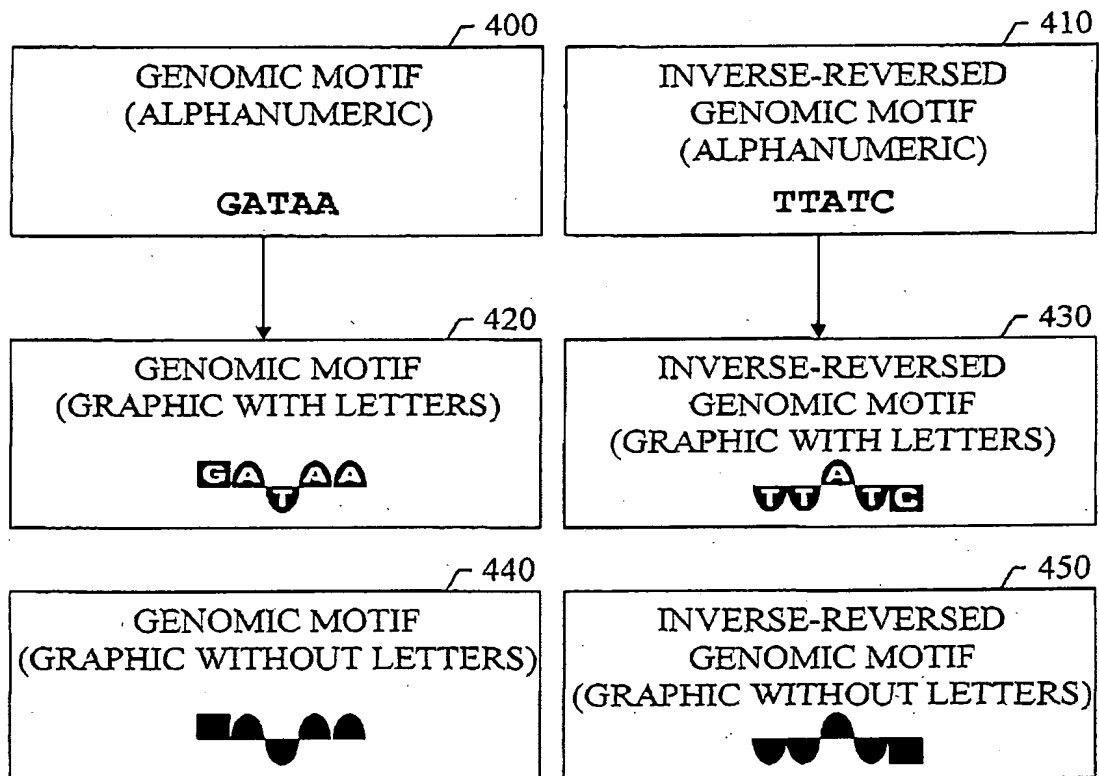 400
GENOMIC MOTIF
(ALPHANUMERIC)
GATAA
410
INVERSE-REVERSED
GENOMIC MOTIF
(ALPHANUMERIC)
TTATC
420
GENOMIC MOTIF
(GRAPHIC WITH LETTERS)
GATAA
430
INVERSE-REVERSED
GENOMIC MOTIF
(GRAPHIC WITH LETTERS)
TTATC
440
GENOMIC MOTIF
(GRAPHIC WITHOUT LETTERS)
450
INVERSE-REVERSED
GENOMIC MOTIF
(GRAPHIC WITHOUT LETTERS)